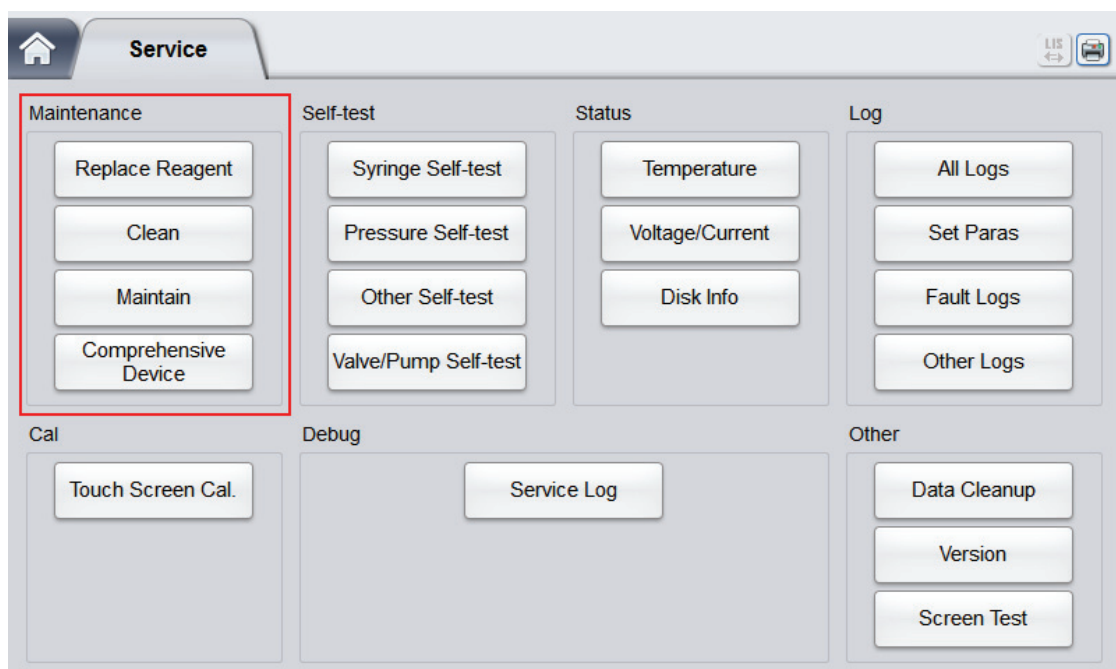 Service
LIS
Maintenance
Replace Reagent
Clean
Maintain
Comprehensive
Device
Self-test
Syringe Self-test
Pressure Self-test
Other Self-test
Valve/Pump Self-test
Status
Temperature
Voltage/Current
Disk Info
Log
All Logs
Set Paras
Fault Logs
Other Logs
Cal
Touch Screen Cal.
Debug
Service Log
Other
Data Cleanup
Version
Screen Test